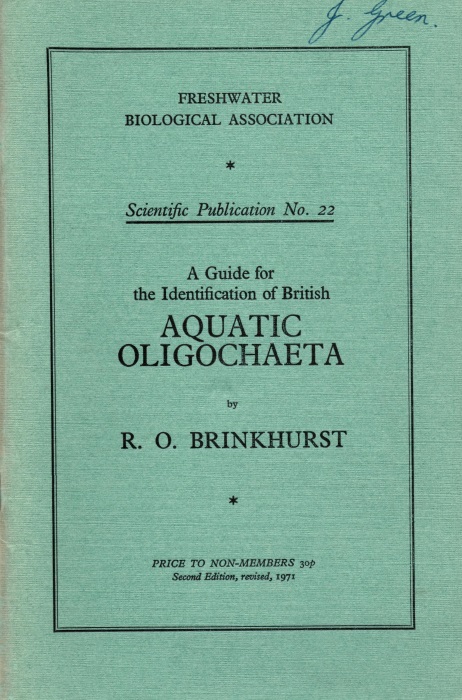 J. Green.
FRESHWATER
BIOLOGICAL ASSOCIATION
*
Scientific Publication No. 22
A Guide for
the Identification of British
AQUATIC
OLIGOCHAETA
by
R. O. BRINKHURST
*
PRICE TO NON-MEMBERS 30p
Second Edition, revised, 1971